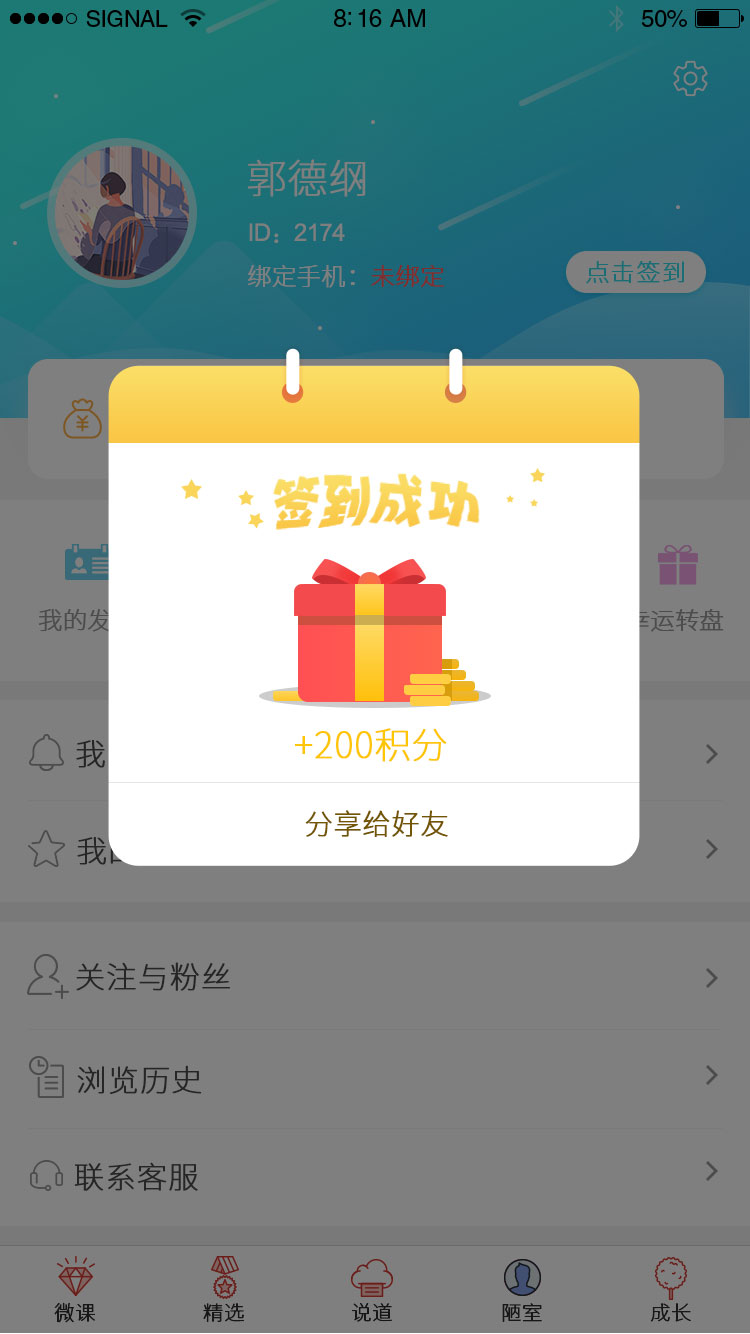 SIGNAL 8:16 AM 50%
郭德纲
ID：2174
绑定手机：未绑定
点击签到
签到成功
+200积分
分享给好友
我的发
幸运转盘
我
我的
关注与粉丝
浏览历史
联系客服
微课 精选 说道 陋室 成长